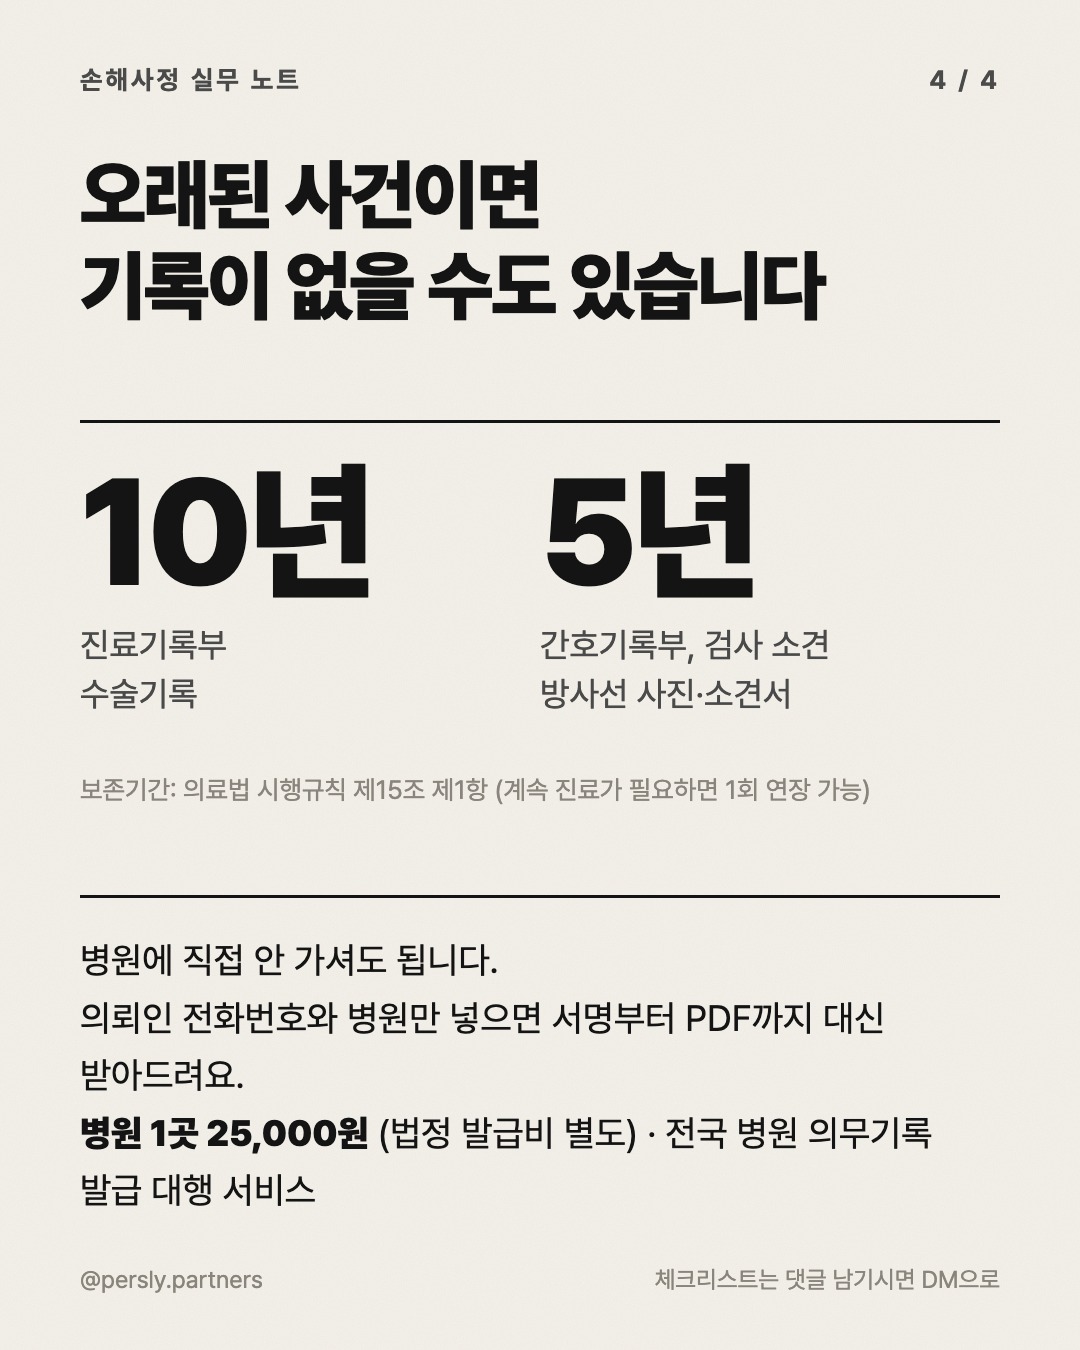 손해사정 실무 노트
4 / 4
오래된 사건이면
기록이 없을 수도 있습니다
10년
진료기록부
수술기록
5년
간호기록부, 검사 소견
방사선 사진·소견서
보존기간: 의료법 시행규칙 제15조 제1항 (계속 진료가 필요하면 1회 연장 가능)
병원에 직접 안 가셔도 됩니다.
의뢰인 전화번호와 병원만 넣으면 서명부터 PDF까지 대신
받아드려요.
병원 1곳 25,000원 (법정 발급비 별도) · 전국 병원 의무기록
발급 대행 서비스
@persly.partners
체크리스트는 댓글 남기시면 DM으로